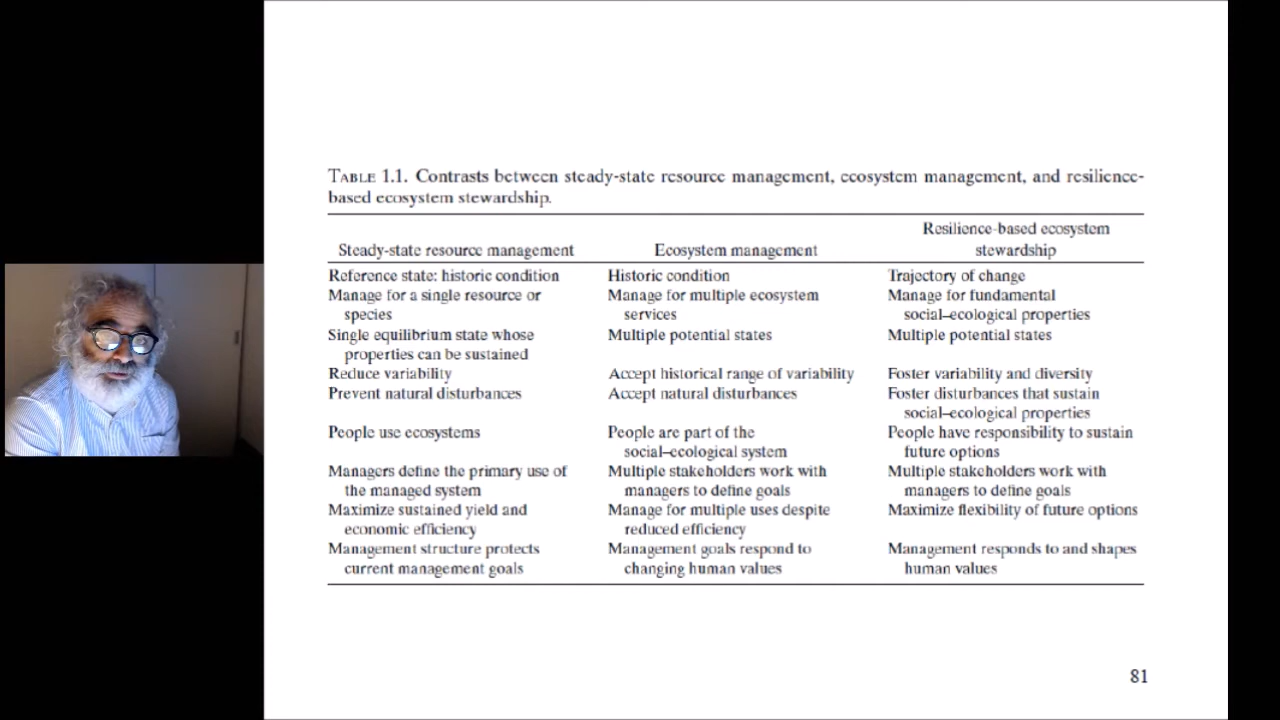 TABLE 1.1. Contrasts between steady-state resource management, ecosystem management, and resilience-
based ecosystem stewardship.
Steady-state resource management Ecosystem management Resilience-based ecosystem stewardship
Reference state: historic condition Historic condition Trajectory of change
Manage for a single resource or species Manage for multiple ecosystem services Manage for fundamental social–ecological properties
Single equilibrium state whose properties can be sustained Multiple potential states Multiple potential states
Reduce variability Accept historical range of variability Foster variability and diversity
Prevent natural disturbances Accept natural disturbances Foster disturbances that sustain social–ecological properties
People use ecosystems People are part of the social–ecological system People have responsibility to sustain future options
Managers define the primary use of the managed system Multiple stakeholders work with managers to define goals Multiple stakeholders work with managers to define goals
Maximize sustained yield and economic efficiency Manage for multiple uses despite reduced efficiency Maximize flexibility of future options
Management structure protects current management goals Management goals respond to changing human values Management responds to and shapes human values
81